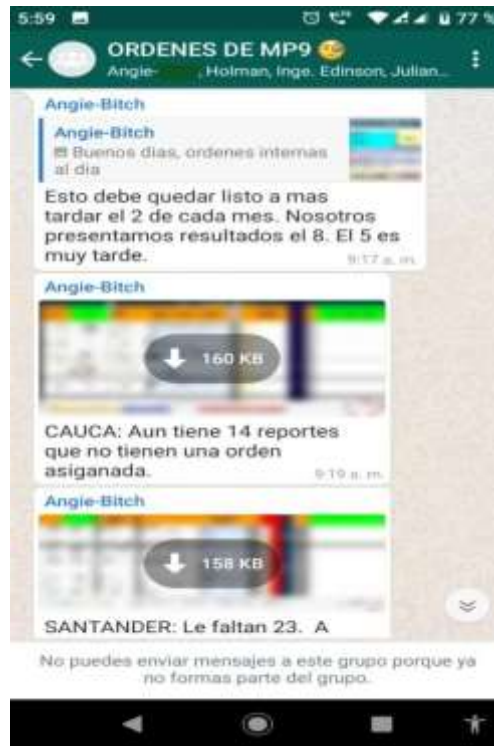 5:59
77 %
ORDENES DE MP9
Angie- , Holman, Inge. Edinson, Julian...
Angie-Bitch
Angie-Bitch
Buenos dias, ordenes internas
al dia
Esto debe quedar listo a mas
tardar el 2 de cada mes. Nosotros
presentamos resultados el 8. El 5 es
muy tarde.
9:17 a. m.
Angie-Bitch
160 KB
CAUCA: Aun tiene 14 reportes
que no tienen una orden
asiganada.
9:19 a. m.
Angie-Bitch
158 KB
SANTANDER: Le faltan 23. A
No puedes enviar mensajes a este grupo porque ya
no formas parte del grupo.